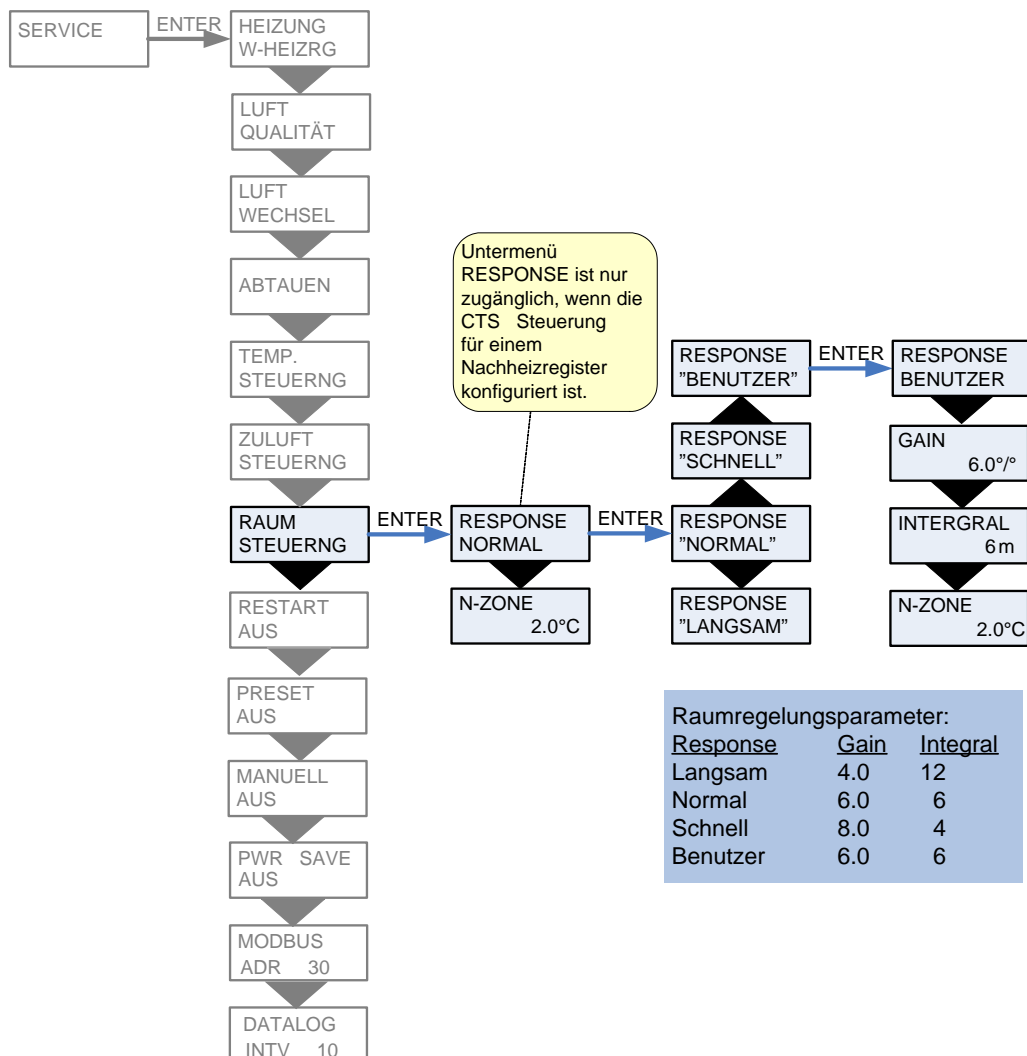 SERVICE
ENTER
HEIZUNG
W-HEIZRG
LUFT
QUALITÄT
LUFT
WECHSEL
ABTAUEN
TEMP.
STEUERNG
ZULUFT
STEUERNG
RAUM
STEUERNG
RESTART
AUS
PRESET
AUS
MANUELL
AUS
PWR SAVE
AUS
MODBUS
ADR 30
DATALOG
INTV 10
ENTER
Untermenü
RESPONSE ist nur
zugänglich, wenn die
CTS Steuerung
für einem
Nachheizregister
konfiguriert ist.
RESPONSE
NORMAL
N-ZONE
2.0°C
ENTER
RESPONSE
"BENUTZER"
RESPONSE
"SCHNELL"
RESPONSE
"NORMAL"
RESPONSE
"LANGSAM"
ENTER
RESPONSE
BENUTZER
GAIN
6.0°/°
INTERGRAL
6m
N-ZONE
2.0°C
Raumregelungsparameter:
Response Gain Integral
Langsam 4.0 12
Normal 6.0 6
Schnell 8.0 4
Benutzer 6.0 6